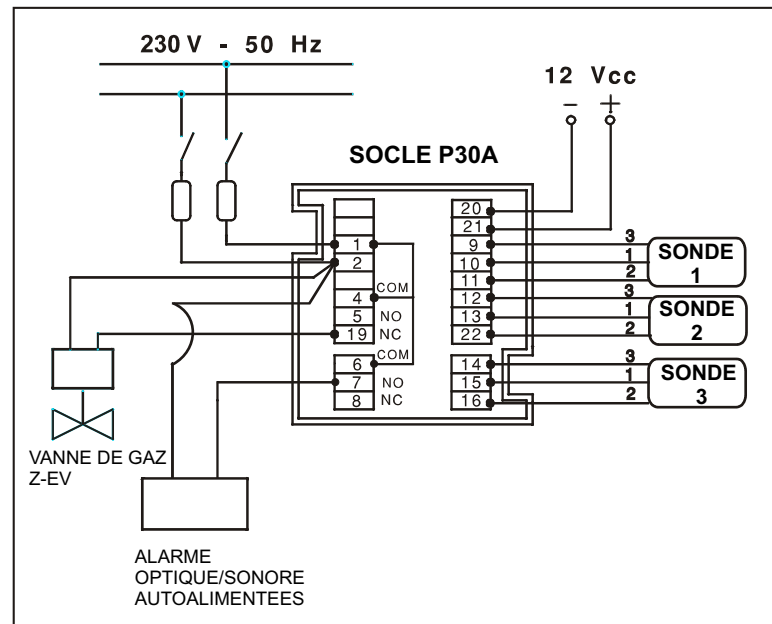 230 V - 50 Hz
12 Vcc
- +
SOCLE P30A
1
2
4 COM
5 NO
19 NC
6 COM
7 NO
8 NC
20
21
9 3
10 1
11 2
SONDE
1
12 3
13 1
22 2
SONDE
2
14 3
15 1
16 2
SONDE
3
VANNE DE GAZ
Z-EV
ALARME
OPTIQUE/SONORE
AUTOALIMENTEES